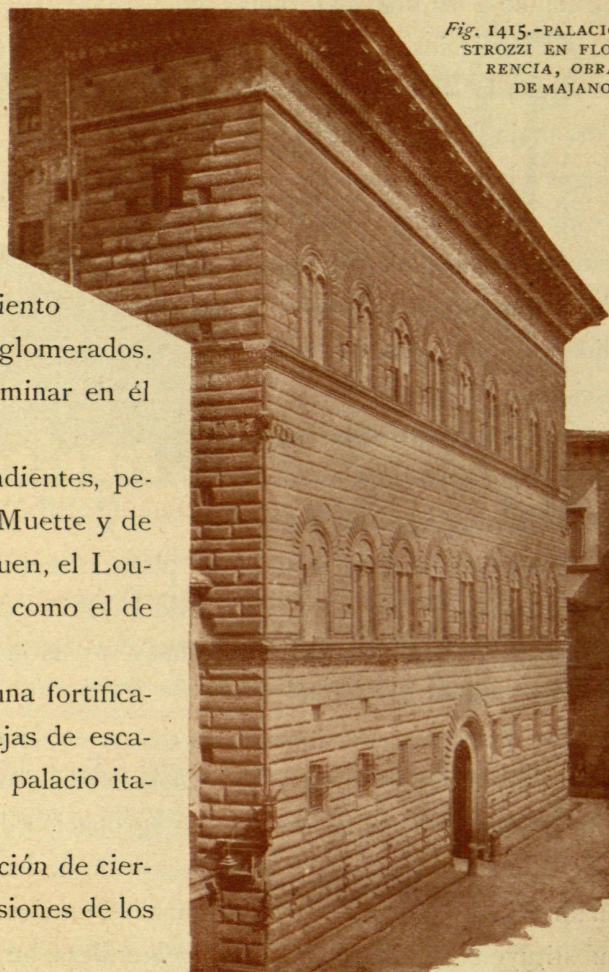 Fig. 1415.-PALACIO
STROZZI EN FLO
RENCIA, OBRA
DE MAJANO
iento
glomerados.
minar en él
dientes, pe-
Muette y de
uen, el Lou-
como el de
una fortifica-
jas de esca-
palacio ita-
ción de cier-
siones de los